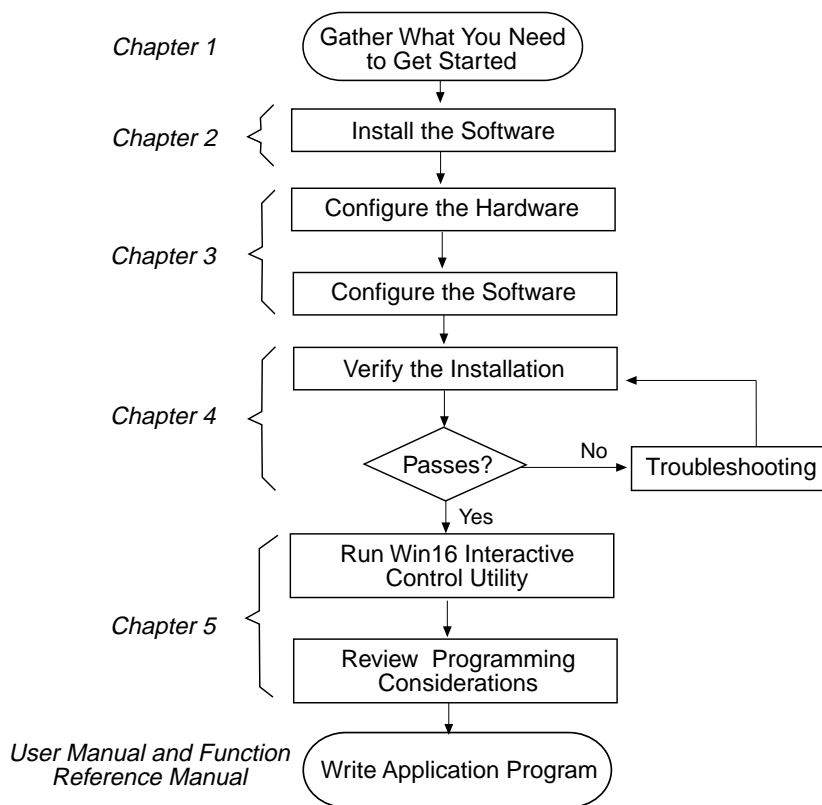 Chapter 1
Gather What You Need
to Get Started
Chapter 2
Install the Software
Configure the Hardware
Chapter 3
Configure the Software
Verify the Installation
Chapter 4
Passes?
No
Troubleshooting
Yes
Run Win16 Interactive
Control Utility
Chapter 5
Review Programming
Considerations
User Manual and Function
Reference Manual
Write Application Program